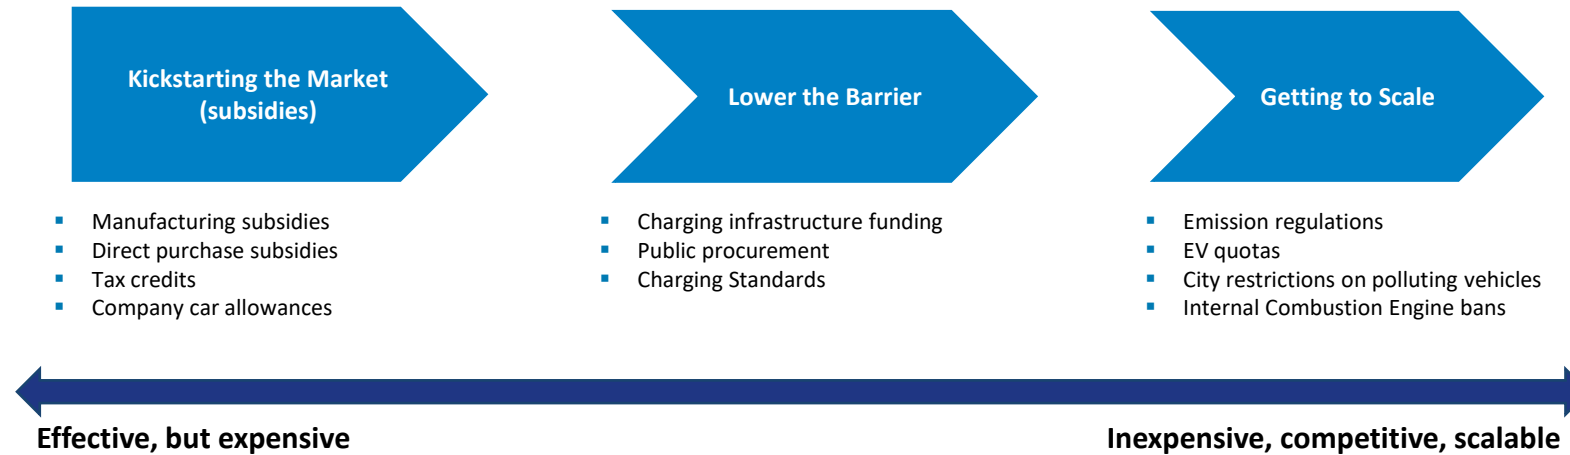 Kickstarting the Market
(subsidies)
Lower the Barrier
Getting to Scale
▪ Manufacturing subsidies
▪ Direct purchase subsidies
▪ Tax credits
▪ Company car allowances
▪ Charging infrastructure funding
▪ Public procurement
▪ Charging Standards
▪ Emission regulations
▪ EV quotas
▪ City restrictions on polluting vehicles
▪ Internal Combustion Engine bans
Effective, but expensive
Inexpensive, competitive, scalable